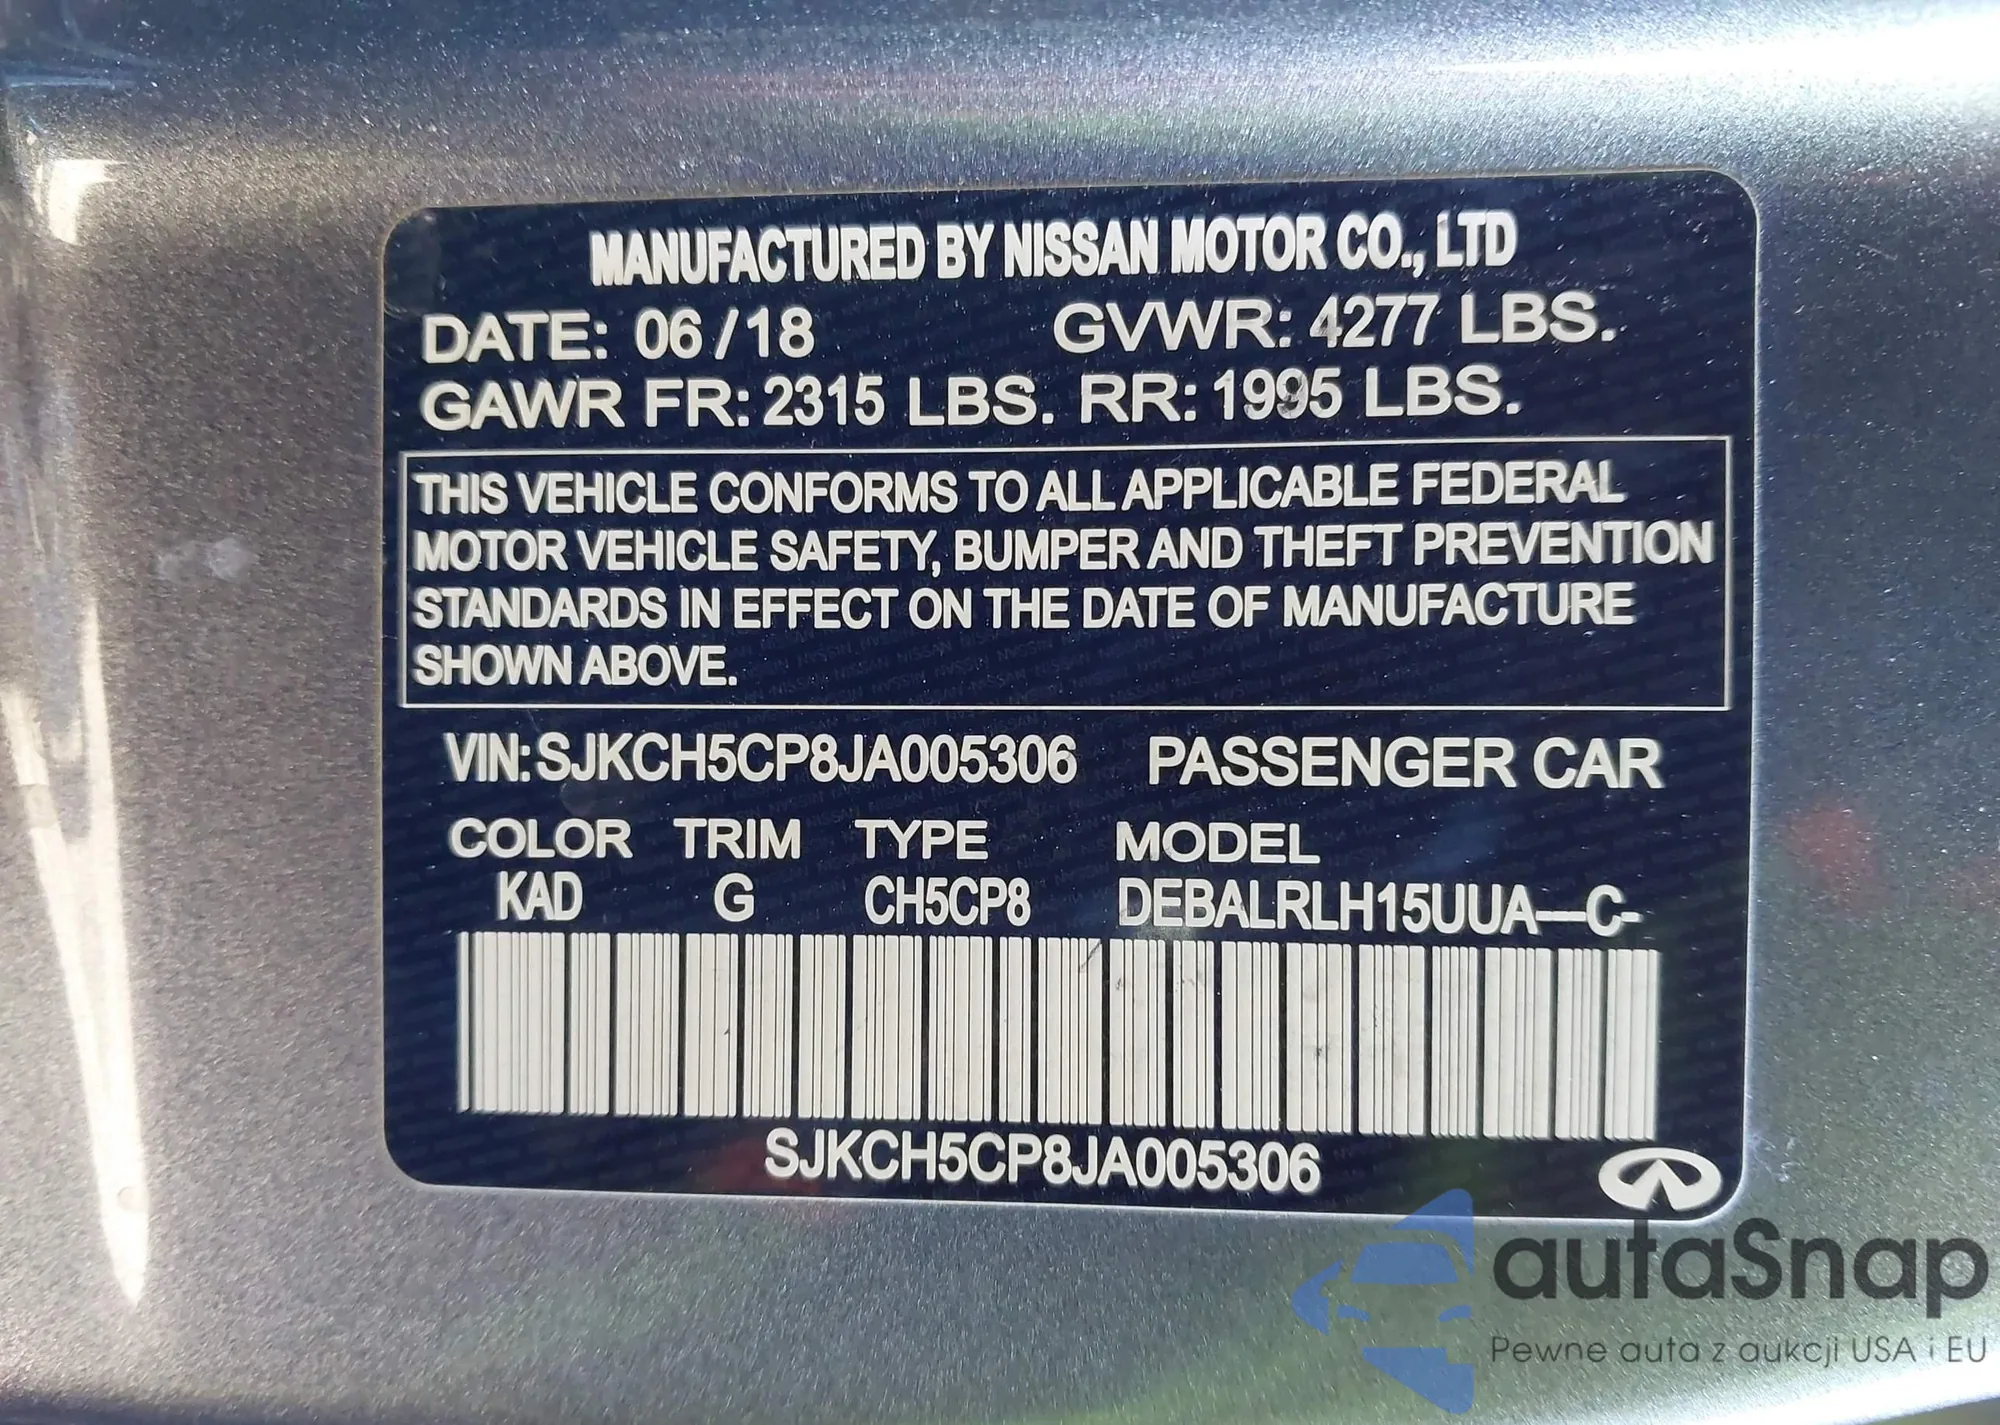 MANUFACTURED BY NISSAN MOTOR CO., LTD
DATE: 06/18 GVWR: 4277 LBS.
GAWR FR: 2315 LBS. RR: 1995 LBS.
THIS VEHICLE CONFORMS TO ALL APPLICABLE FEDERAL
MOTOR VEHICLE SAFETY, BUMPER AND THEFT PREVENTION
STANDARDS IN EFFECT ON THE DATE OF MANUFACTURE
SHOWN ABOVE.
VIN: SJKCH5CP8JA005306 PASSENGER CAR
COLOR TRIM TYPE MODEL
KAD G CH5CP8 DEBALRLH15UUA—C-
SJKCH5CP8JA005306
autaSnap
Pewne auta z aukcji USA i EU